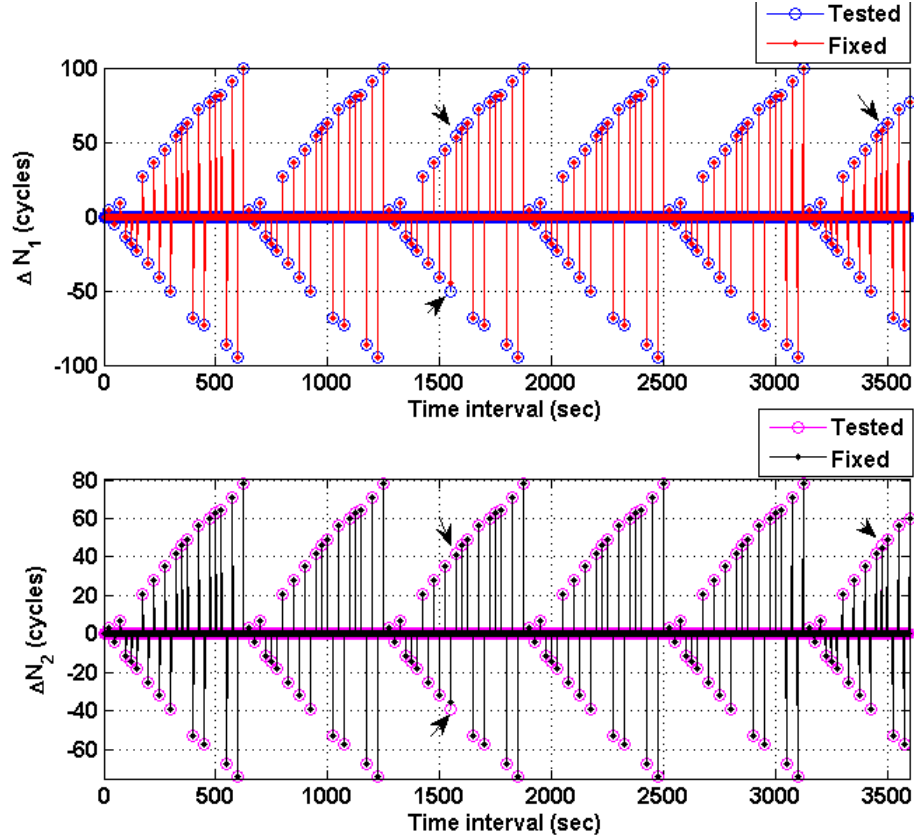 Tested
Fixed
100
50
0
-50
-100
Δ N1 (cycles)
0 500 1000 1500 2000 2500 3000 3500
Time interval (sec)
Tested
Fixed
80
60
40
20
0
-20
-40
-60
ΔN2 (cycles)
0 500 1000 1500 2000 2500 3000 3500
Time interval (sec)